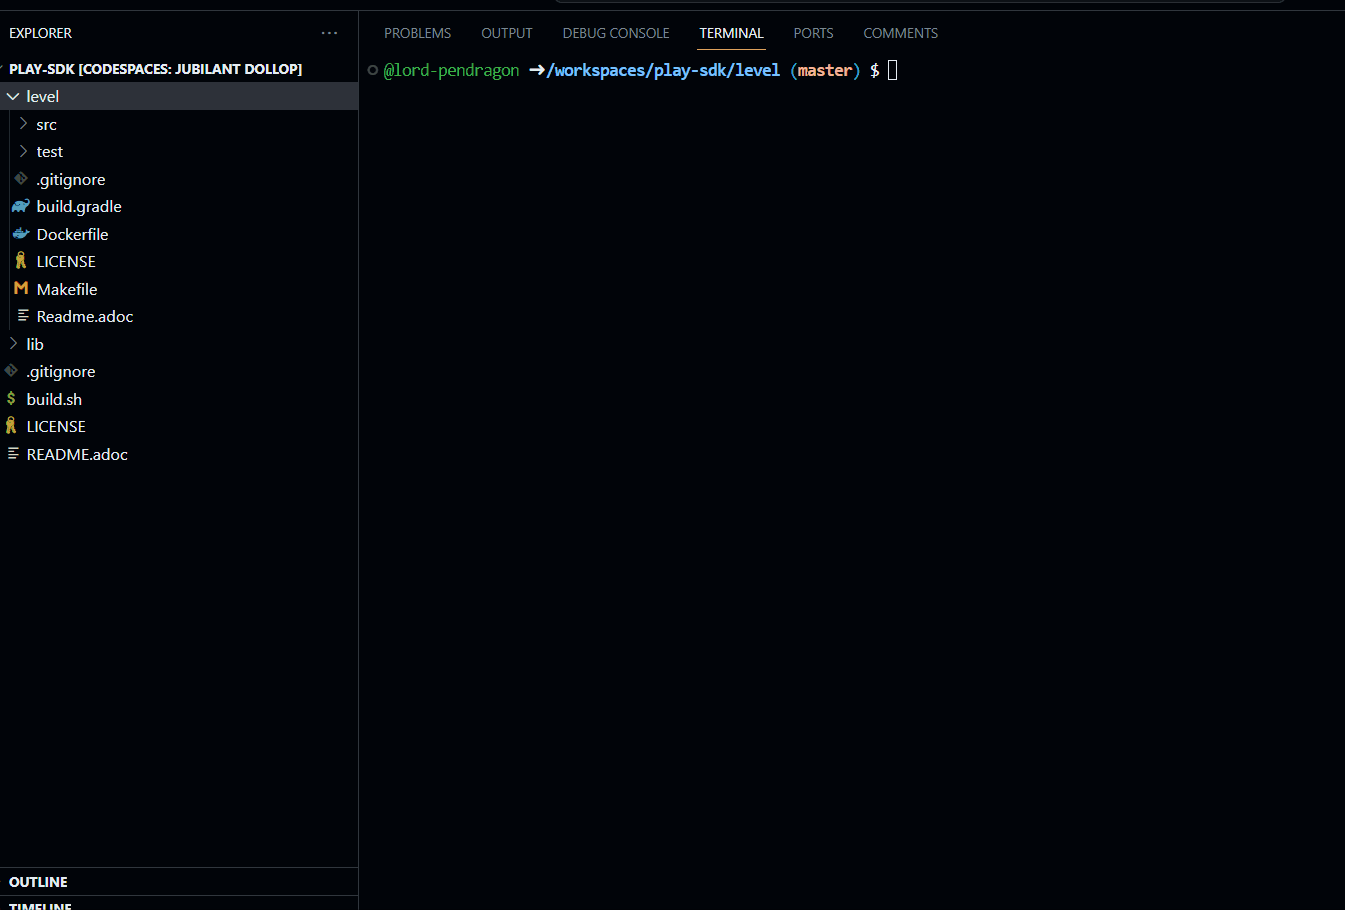 EXPLORER
PLAY-SDK [CODESPACES: JUBILANT DOLLOP]
level
src
test
.gitignore
build.gradle
Dockerfile
LICENSE
Makefile
Readme.adoc
lib
.gitignore
build.sh
LICENSE
README.adoc
OUTLINE
TIMELINE
PROBLEMS OUTPUT DEBUG CONSOLE TERMINAL PORTS COMMENTS
@lord-pendragon ➜/workspaces/play-sdk/level (master) $